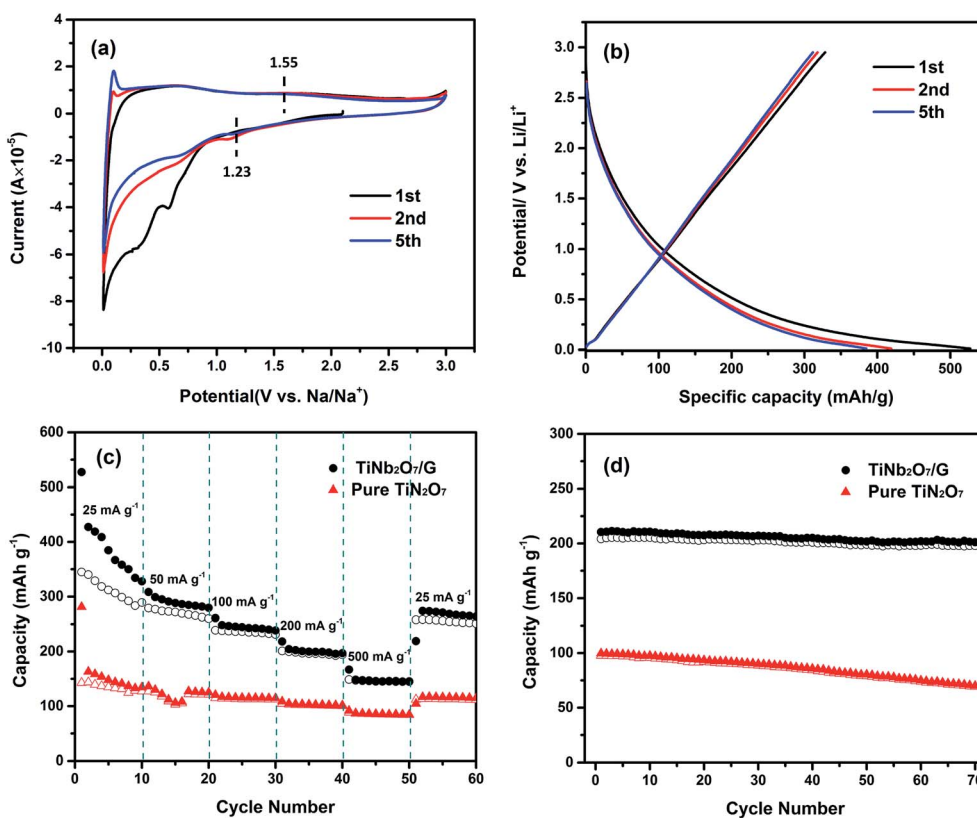 (a)
1.55
1.23
1st
2nd
5th
4
2
0
-2
-4
-6
-8
-10
Current (A×10⁻⁵)
0.0 0.5 1.0 1.5 2.0 2.5 3.0
Potential(V vs. Na/Na⁺)
(b)
1st
2nd
5th
3.0
2.5
2.0
1.5
1.0
0.5
0.0
Potential/ V vs. Li/Li⁺
0 100 200 300 400 500
Specific capacity (mAh/g)
(c)
TiNb₂O₇/G
Pure TiN₂O₇
25 mA g⁻¹
50 mA g⁻¹
100 mA g⁻¹
200 mA g⁻¹
500 mA g⁻¹
25 mA g⁻¹
600
500
400
300
200
100
0
Capacity (mAh g⁻¹)
0 10 20 30 40 50 60
Cycle Number
(d)
TiNb₂O₇/G
Pure TiN₂O₇
300
250
200
150
100
50
0
Capacity (mAh g⁻¹)
0 10 20 30 40 50 60 70
Cycle Number